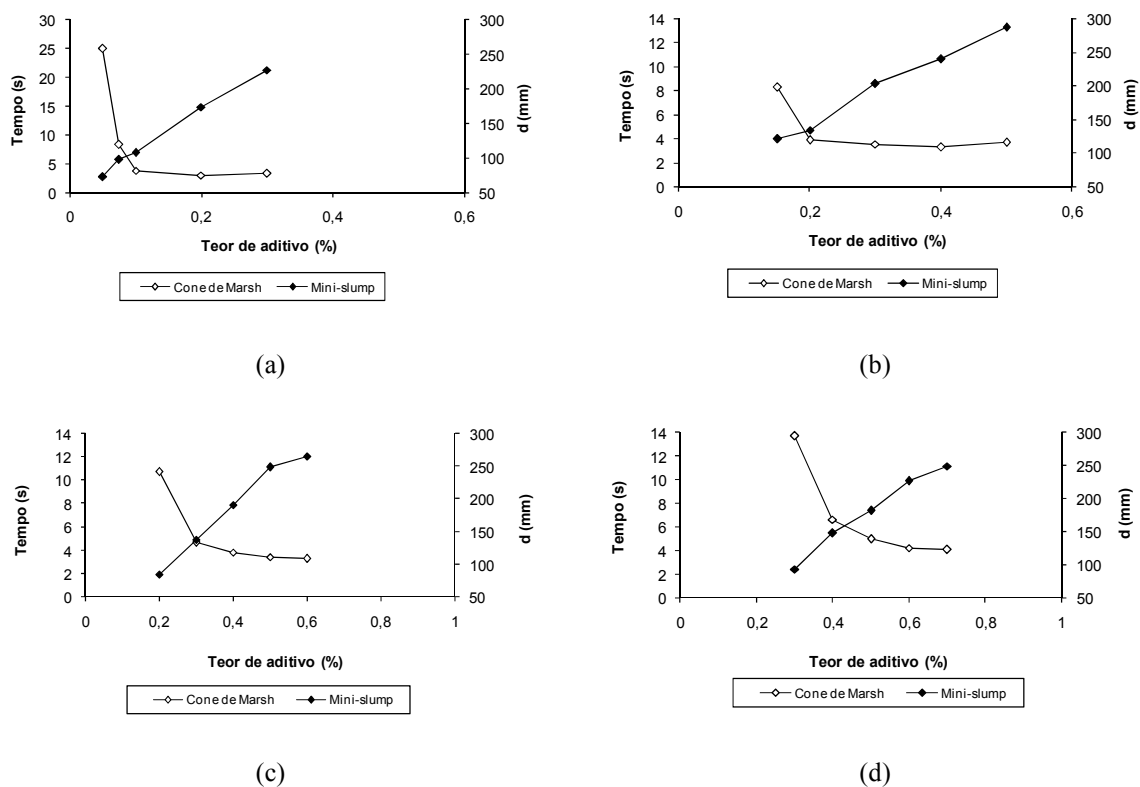 30
25
20
15
10
5
0
Tempo (s)
300
250
200
150
100
50
d (mm)
0 0,2 0,4 0,6
Teor de aditivo (%)
Cone de Marsh Mini-slump
(a)
14
12
10
8
6
4
2
0
Tempo (s)
300
250
200
150
100
50
d (mm)
0 0,2 0,4 0,6
Teor de aditivo (%)
Cone de Marsh Mini-slump
(b)
14
12
10
8
6
4
2
0
Tempo (s)
300
250
200
150
100
50
d (mm)
0 0,2 0,4 0,6 0,8 1
Teor de aditivo (%)
Cone de Marsh Mini-slump
(c)
14
12
10
8
6
4
2
0
Tempo (s)
300
250
200
150
100
50
d (mm)
0 0,2 0,4 0,6 0,8 1
Teor de aditivo (%)
Cone de Marsh Mini-slump
(d)